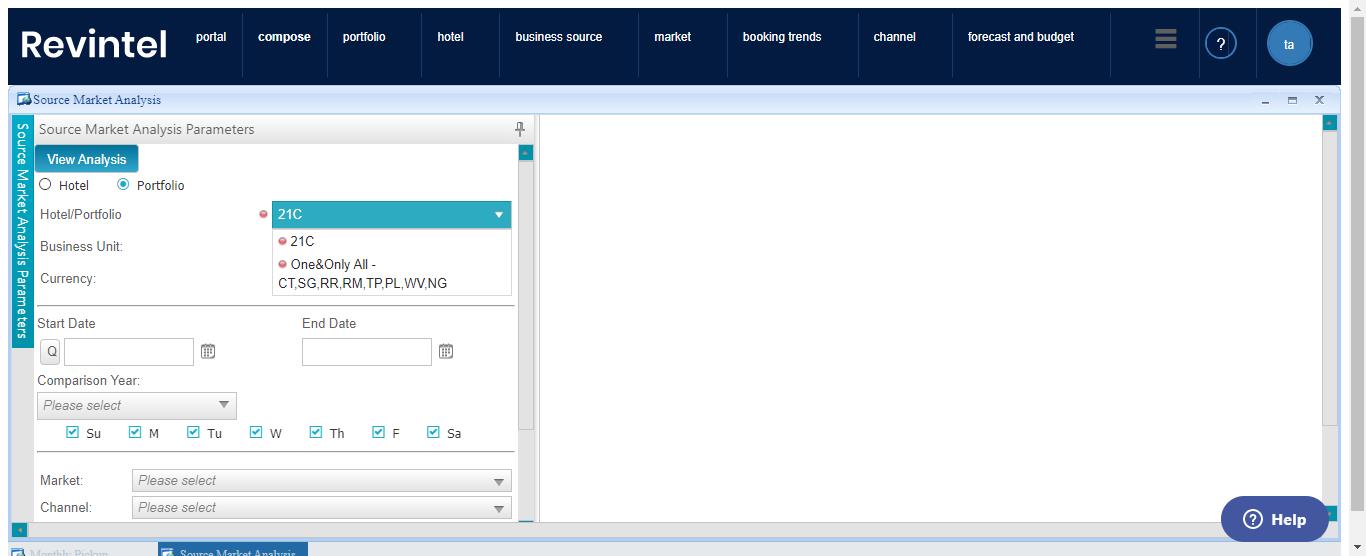 Revintel
portal
compose
portfolio
hotel
business source
market
booking trends
channel
forecast and budget
?
ta
Source Market Analysis
Source Market Analysis Parameters
Source Market Analysis Parameters
View Analysis
Hotel
Portfolio
Hotel/Portfolio
21C
Business Unit:
21C
One&Only All -
CT,SG,RR,RM,TP,PL,WV,NG
Currency:
Start Date
End Date
Q
Comparison Year:
Please select
Su
M
Tu
W
Th
F
Sa
Market:
Please select
Channel:
Please select
? Help
Monthly Pickup
Source Market Analysis